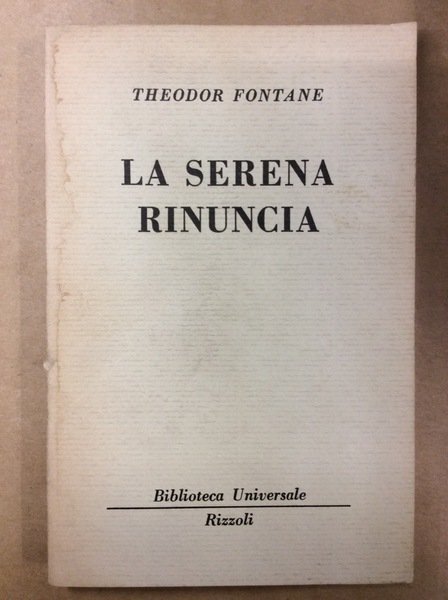 THEODOR FONTANE
LA SERENA
RINUNCIA
Biblioteca Universale
Rizzoli